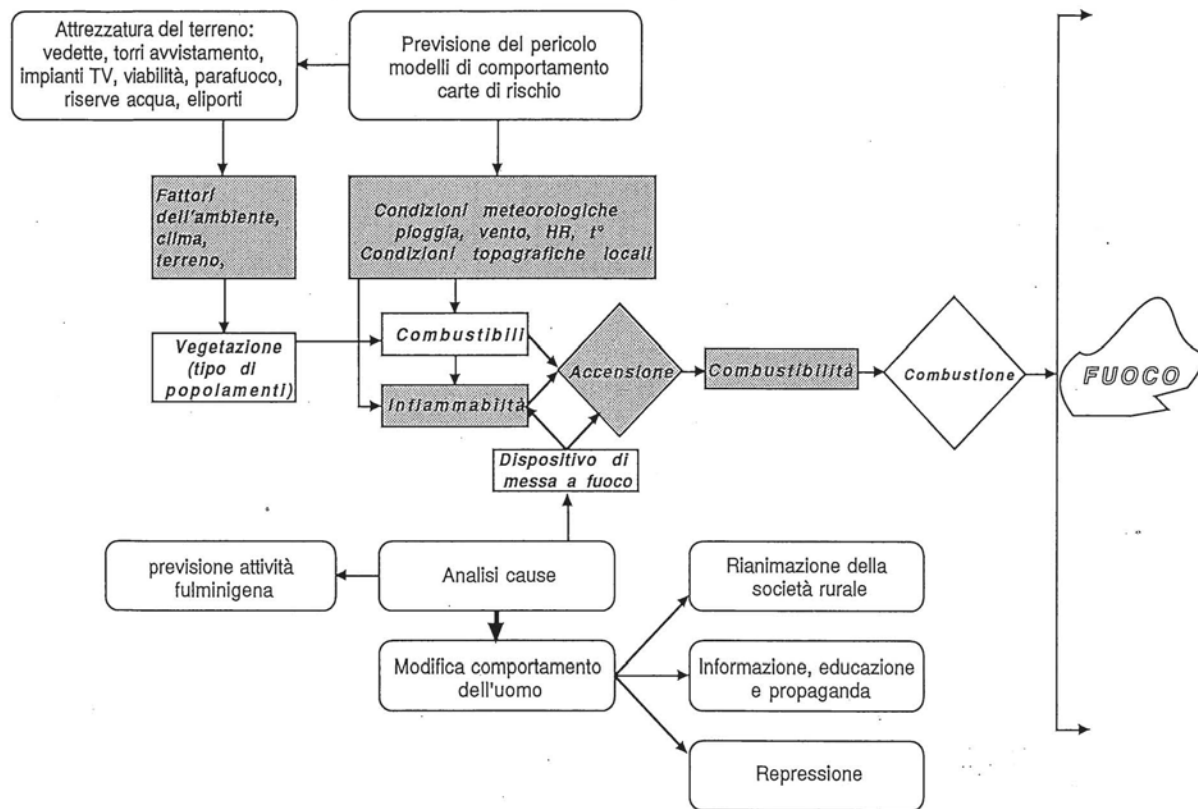 Attrezzatura del terreno:
vedette, torri avvistamento,
impianti TV, viabilità, parafuoco,
riserve acqua, eliporti
Previsione del pericolo
modelli di comportamento
carte di rischio
Fattori
dell'ambiente,
clima,
terreno,
Condizioni meteorologiche
pioggia, vento, HR, t°
Condizioni topografiche locali
Vegetazione
(tipo di
popolamenti)
Combustibili
Infiammabiltà
Accensione
Combustibilità
Combustione
FUOCO
Dispositivo di
messa a fuoco
previsione attività
fulminigena
Analisi cause
Rianimazione della
società rurale
Modifica comportamento
dell'uomo
Informazione, educazione
e propaganda
Repressione